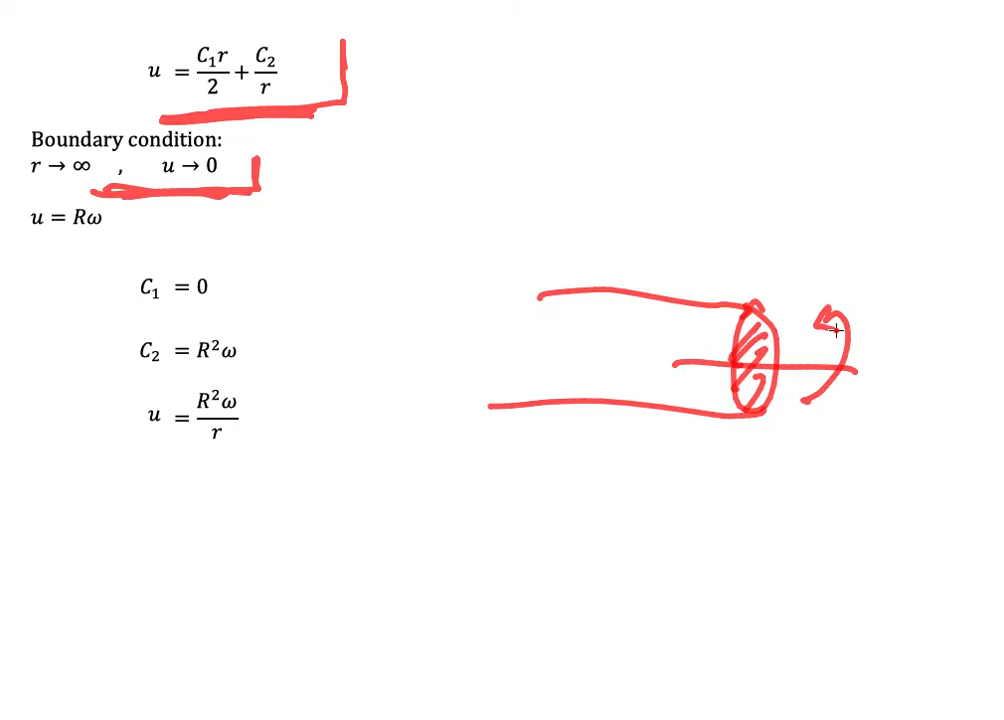 u = C₁r/2 + C₂/r
Boundary condition:
r → ∞ , u → 0
u = Rω
C₁ = 0
C₂ = R²ω
u = R²ω/r